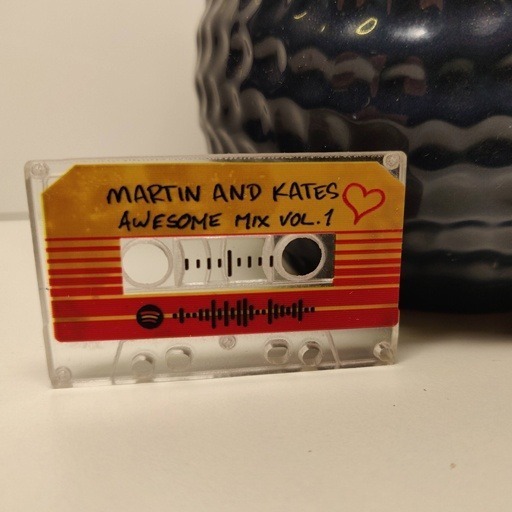 MARTIN AND KATES
AWESOME MIX VOL.1